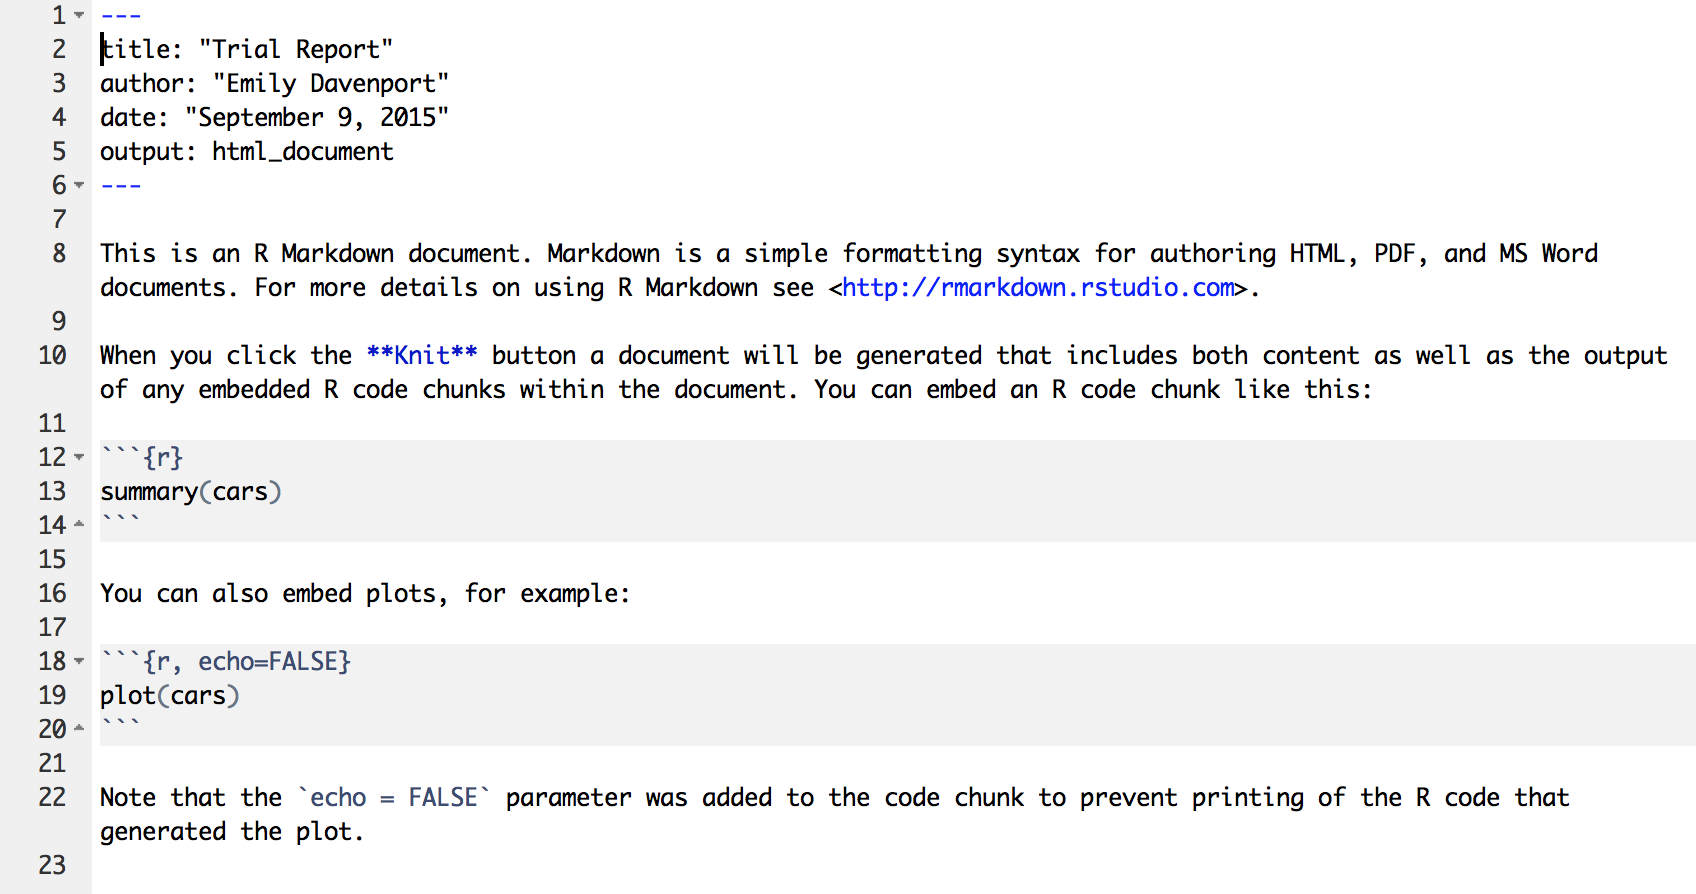 1 ---
2 title: "Trial Report"
3 author: "Emily Davenport"
4 date: "September 9, 2015"
5 output: html_document
6 ---
7
8 This is an R Markdown document. Markdown is a simple formatting syntax for authoring HTML, PDF, and MS Word
documents. For more details on using R Markdown see <http://rmarkdown.rstudio.com>.
9
10 When you click the **Knit** button a document will be generated that includes both content as well as the output
of any embedded R code chunks within the document. You can embed an R code chunk like this:
11
12 ```{r}
13 summary(cars)
14 ```
15
16 You can also embed plots, for example:
17
18 ```{r, echo=FALSE}
19 plot(cars)
20 ```
21
22 Note that the `echo = FALSE` parameter was added to the code chunk to prevent printing of the R code that
generated the plot.
23